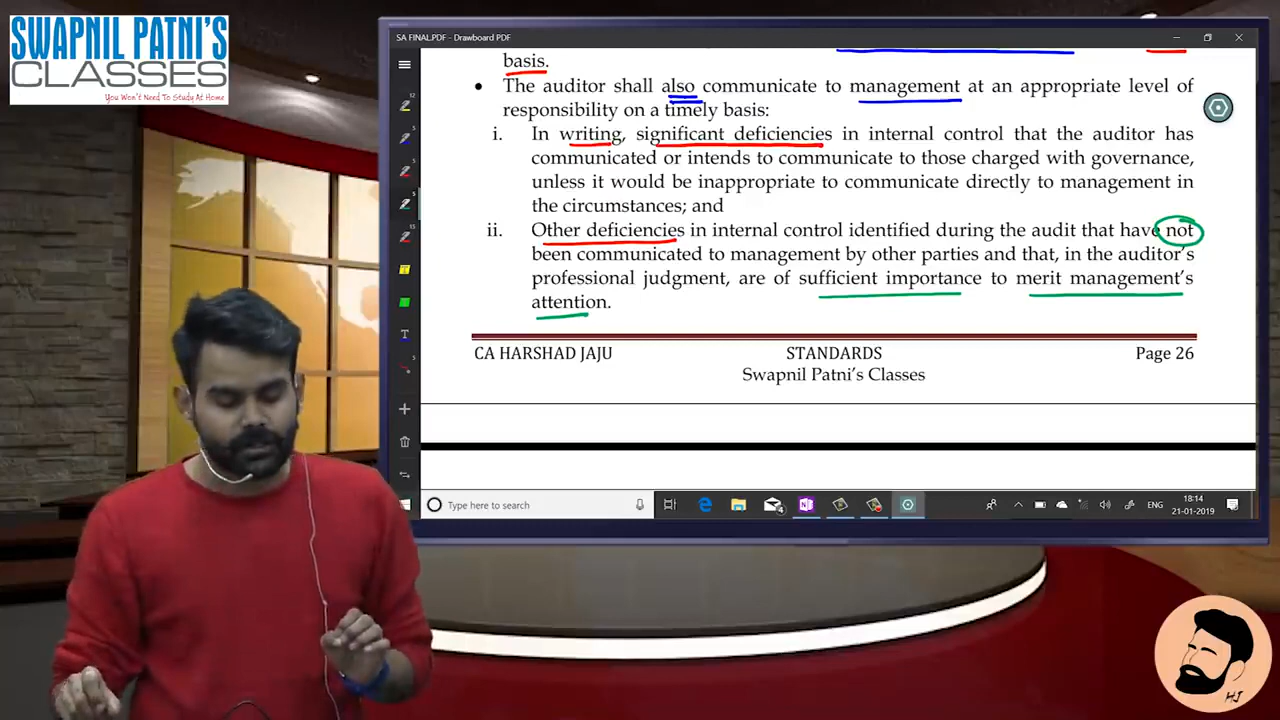 SWAPNIL PATNI'S
CLASSES
You Won't Need To Study At Home
SA FINAL.PDF - Drawboard PDF
basis.
• The auditor shall also communicate to management at an appropriate level of
responsibility on a timely basis:
i. In writing, significant deficiencies in internal control that the auditor has
communicated or intends to communicate to those charged with governance,
unless it would be inappropriate to communicate directly to management in
the circumstances; and
ii. Other deficiencies in internal control identified during the audit that have not
been communicated to management by other parties and that, in the auditor's
professional judgment, are of sufficient importance to merit management's
attention.
CA HARSHAD JAJU STANDARDS Page 26
Swapnil Patni's Classes
Type here to search
ENG
18:14
21-01-2019
HJ